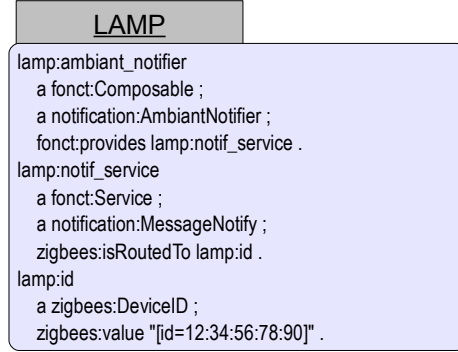 LAMP
lamp:ambiant_notifier
a fonct:Composable ;
a notification:AmbiantNotifier ;
fonct:provides lamp:notif_service .
lamp:notif_service
a fonct:Service ;
a notification:MessageNotify ;
zigbees:isRoutedTo lamp:id .
lamp:id
a zigbees:DeviceID ;
zigbees:value "[id=12:34:56:78:90]" .